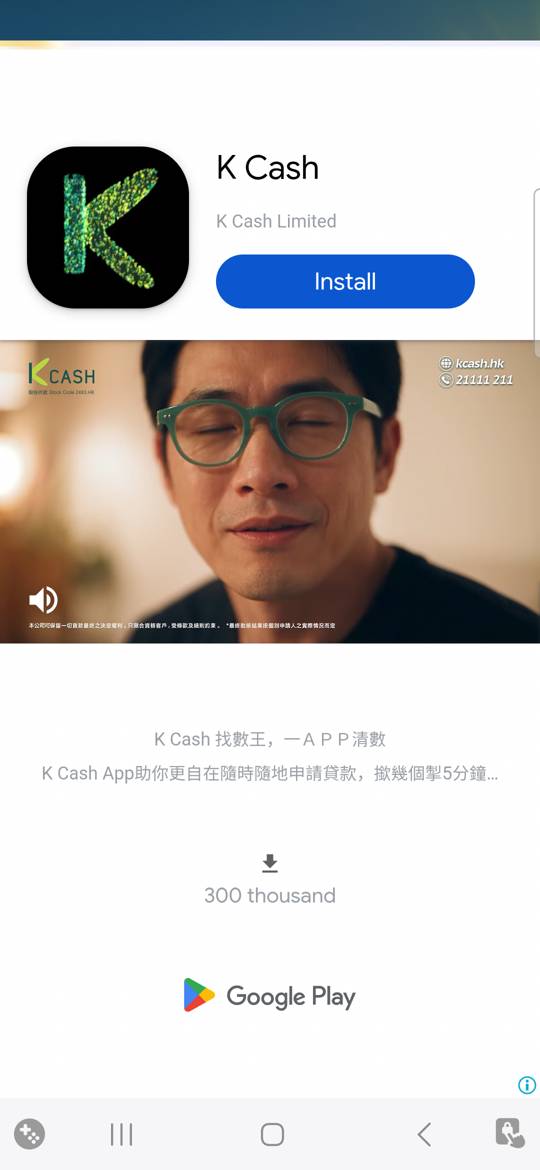 K Cash
K Cash Limited
Install
K CASH
kcash.hk
21111 211
K Cash 找數王，一ＡＰＰ清數
K Cash App助你更自在隨時隨地申請貸款，撳幾個掣5分鐘...
300 thousand
Google Play